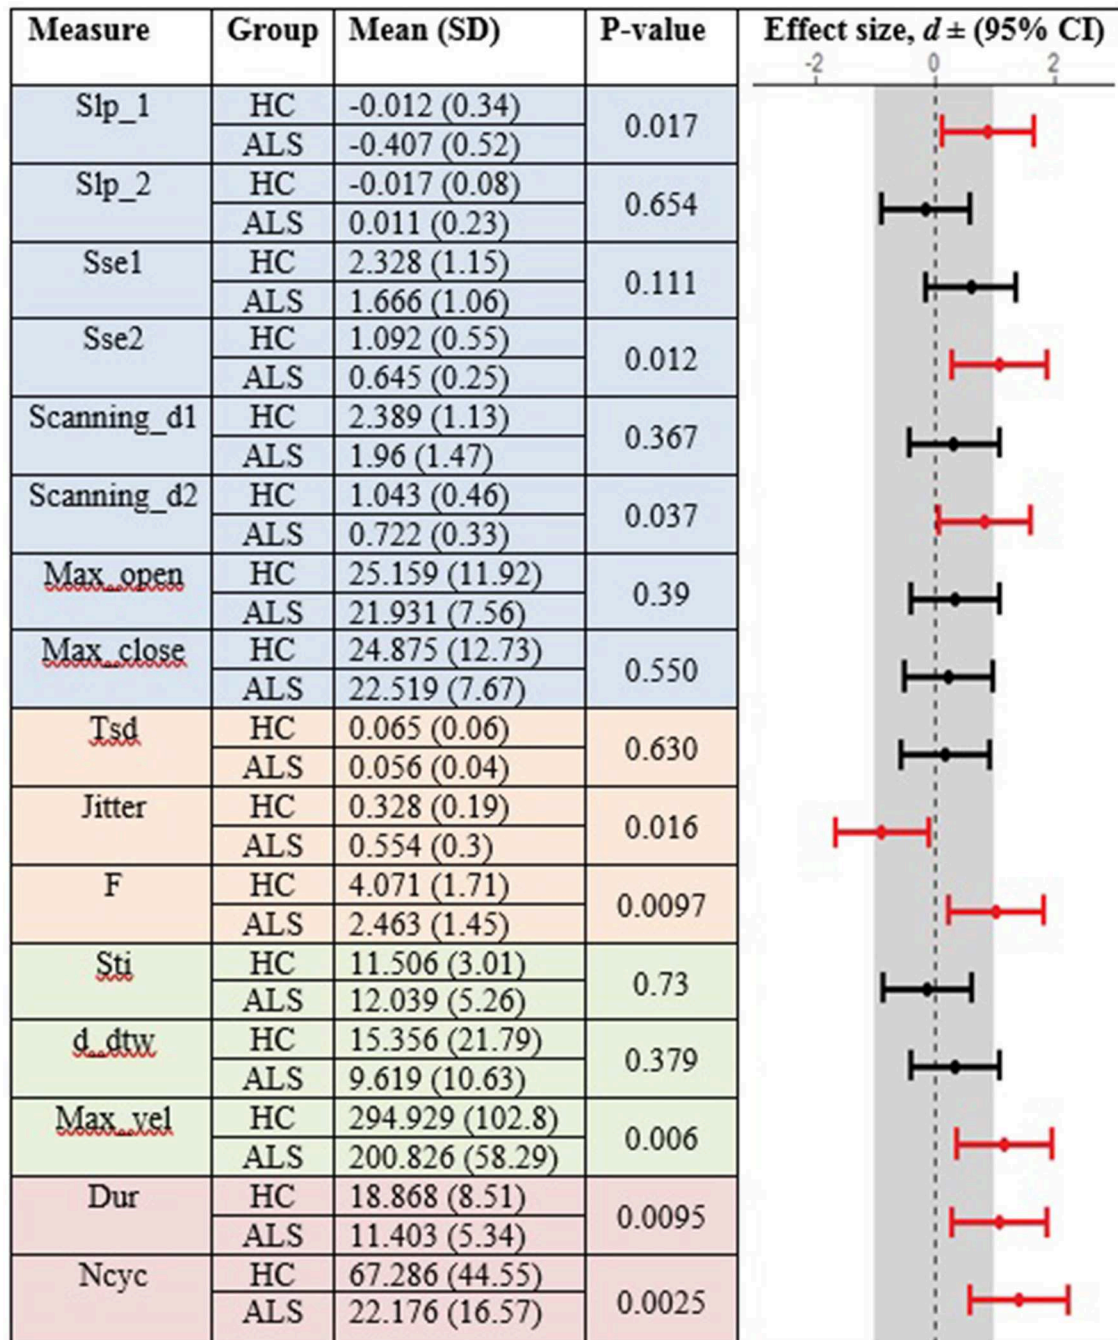 Measure Group Mean (SD) P-value Effect size, d ± (95% CI)
-2 0 2
Slp_1 HC -0.012 (0.34) 0.017
ALS -0.407 (0.52)
Slp_2 HC -0.017 (0.08) 0.654
ALS 0.011 (0.23)
Sse1 HC 2.328 (1.15) 0.111
ALS 1.666 (1.06)
Sse2 HC 1.092 (0.55) 0.012
ALS 0.645 (0.25)
Scanning_d1 HC 2.389 (1.13) 0.367
ALS 1.96 (1.47)
Scanning_d2 HC 1.043 (0.46) 0.037
ALS 0.722 (0.33)
Max_open HC 25.159 (11.92) 0.39
ALS 21.931 (7.56)
Max_close HC 24.875 (12.73) 0.550
ALS 22.519 (7.67)
Tsd HC 0.065 (0.06) 0.630
ALS 0.056 (0.04)
Jitter HC 0.328 (0.19) 0.016
ALS 0.554 (0.3)
F HC 4.071 (1.71) 0.0097
ALS 2.463 (1.45)
Sti HC 11.506 (3.01) 0.73
ALS 12.039 (5.26)
d_dtw HC 15.356 (21.79) 0.379
ALS 9.619 (10.63)
Max_vel HC 294.929 (102.8) 0.006
ALS 200.826 (58.29)
Dur HC 18.868 (8.51) 0.0095
ALS 11.403 (5.34)
Ncyc HC 67.286 (44.55) 0.0025
ALS 22.176 (16.57)